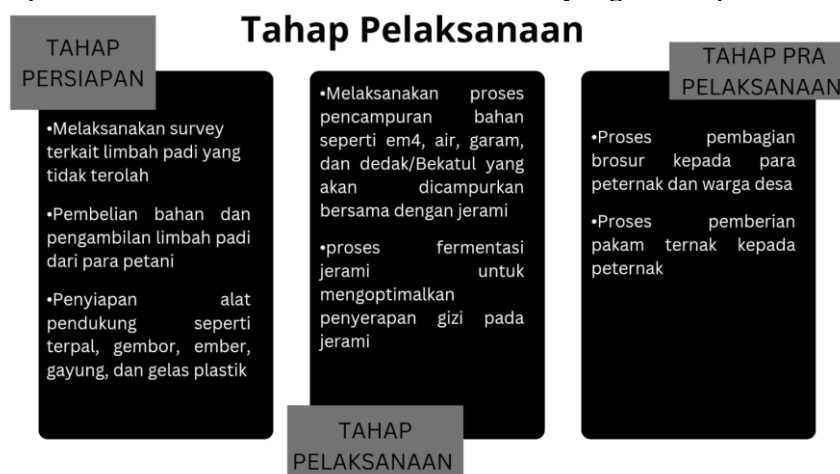 Tahap Pelaksanaan
TAHAP
PERSIAPAN
•Melaksanakan survey
terkait limbah padi yang
tidak terolah
•Pembelian bahan dan
pengambilan limbah padi
dari para petani
•Penyiapan alat
pendukung seperti
terpal, gembor, ember,
gayung, dan gelas plastik
•Melaksanakan proses
pencampuran bahan
seperti em4, air, garam,
dan dedak/Bekatul yang
akan dicampurkan
bersama dengan jerami
•proses fermentasi
jerami untuk
mengoptimalkan
penyerapan gizi pada
jerami
TAHAP
PELAKSANAAN
TAHAP PRA
PELAKSANAAN
•Proses pembagian
brosur kepada para
peternak dan warga desa
•Proses pemberian
pakam ternak kepada
peternak